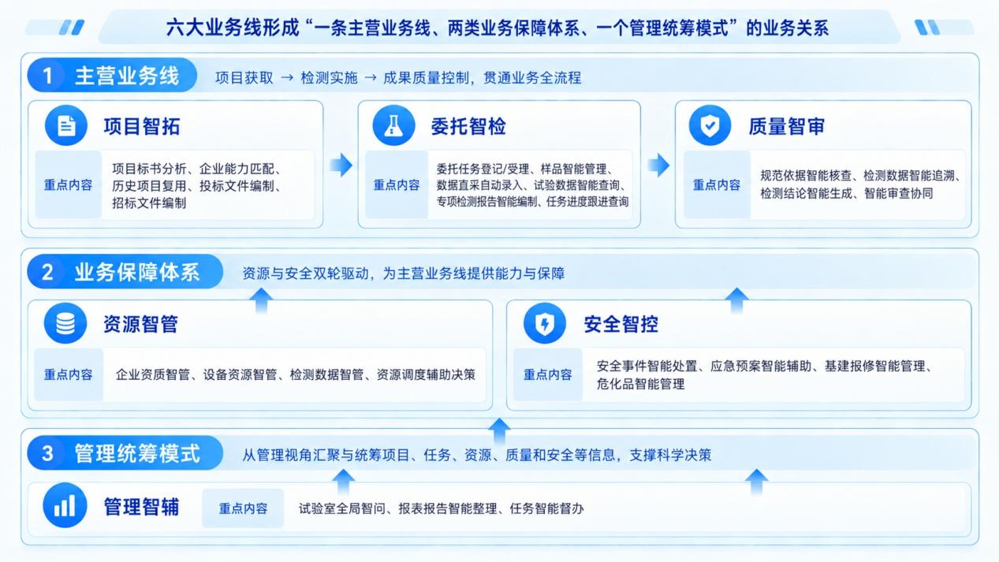 六大业务线形成“一条主营业务线、两类业务保障体系、一个管理统筹模式”的业务关系
1 主营业务线
项目获取 → 检测实施 → 成果质量控制，贯通业务全流程
项目智拓
重点内容
项目标书分析、企业能力匹配、
历史项目复用、投标文件编制、
招标文件编制
委托智检
重点内容
委托任务登记/受理、样品智能管理、
数据直采自动录入、试验数据智能查询、
专项检测报告智能编制、任务进度跟进查询
质量智审
重点内容
规范依据智能核查、检测数据智能追溯、
检测结论智能生成、智能审查协同
2 业务保障体系
资源与安全双轮驱动，为主营业务线提供能力与保障
资源智管
重点内容
企业资质智管、设备资源智管、检测数据智管、资源调度辅助决策
安全智控
重点内容
安全事件智能处置、应急预案智能辅助、基建报修智能管理、
危化品智能管理
3 管理统筹模式
从管理视角汇聚与统筹项目、任务、资源、质量和安全等信息，支撑科学决策
管理智辅
重点内容
试验室全局智问、报表报告智能整理、任务智能督办